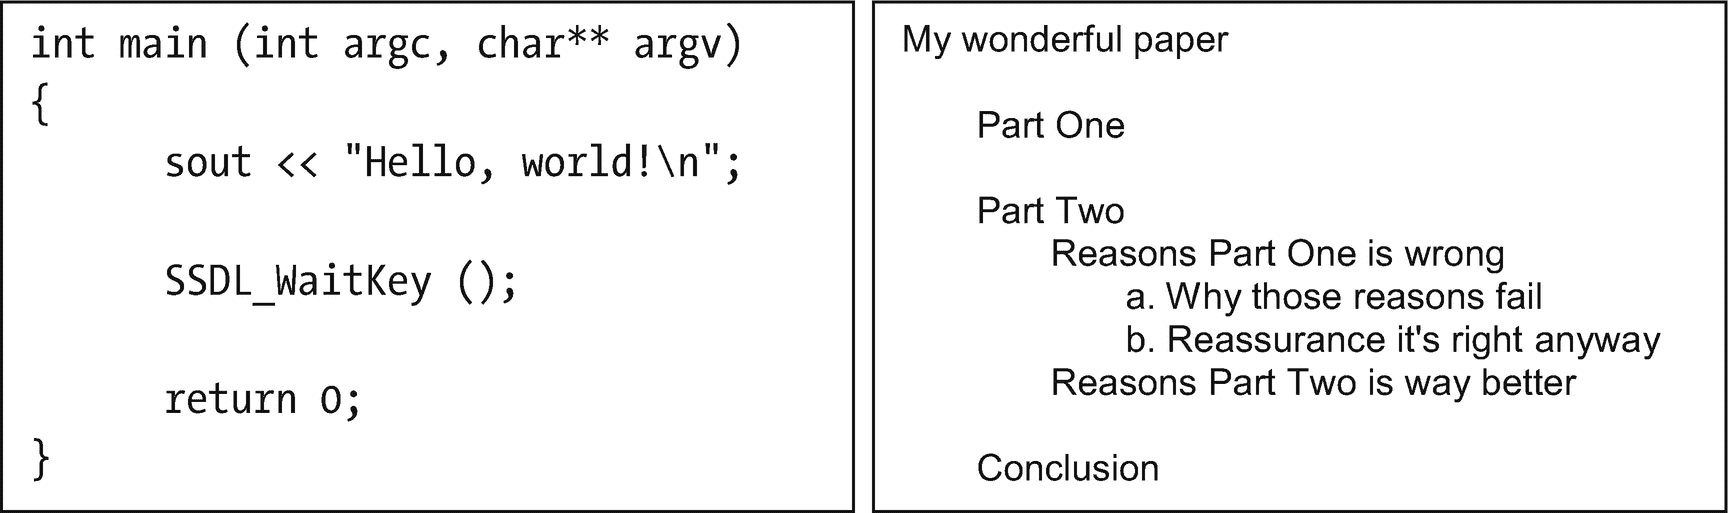 int main (int argc, char** argv)
{
sout << "Hello, world!\n";
SSDL_WaitKey ();
return 0;
}
My wonderful paper
Part One
Part Two
Reasons Part One is wrong
a. Why those reasons fail
b. Reassurance it's right anyway
Reasons Part Two is way better
Conclusion